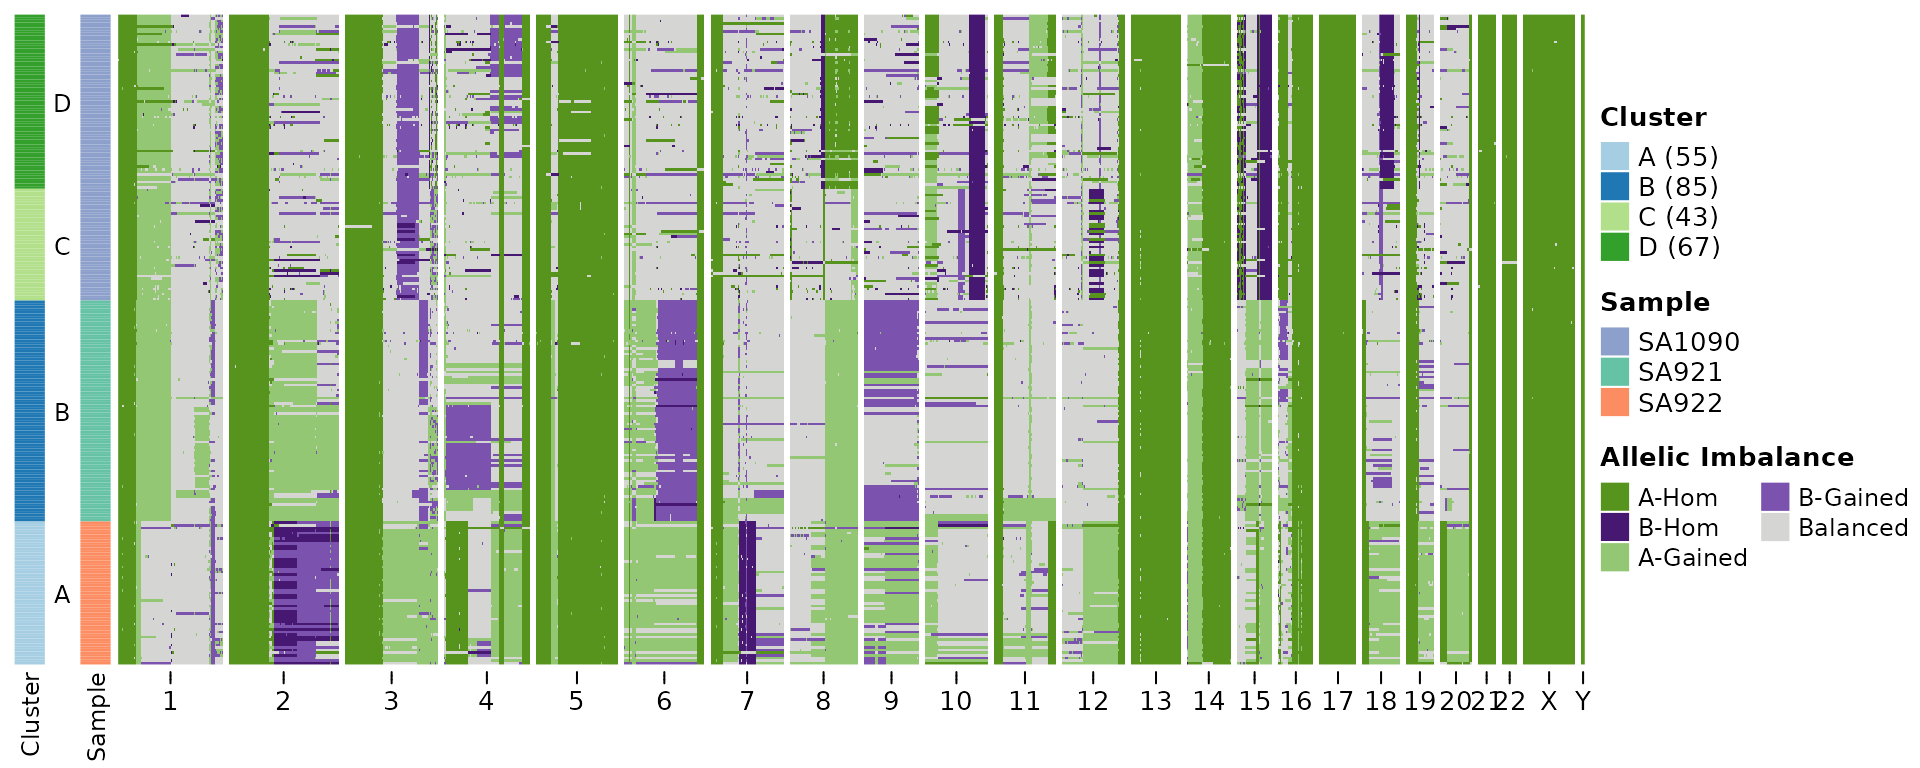 D
C
B
A
Cluster
Sample
1 2 3 4 5 6 7 8 9 10 11 12 13 14 15 16 17 18 19 20 21 22 X Y
Cluster
A (55)
B (85)
C (43)
D (67)
Sample
SA1090
SA921
SA922
Allelic Imbalance
A-Hom
B-Hom
A-Gained
B-Gained
Balanced